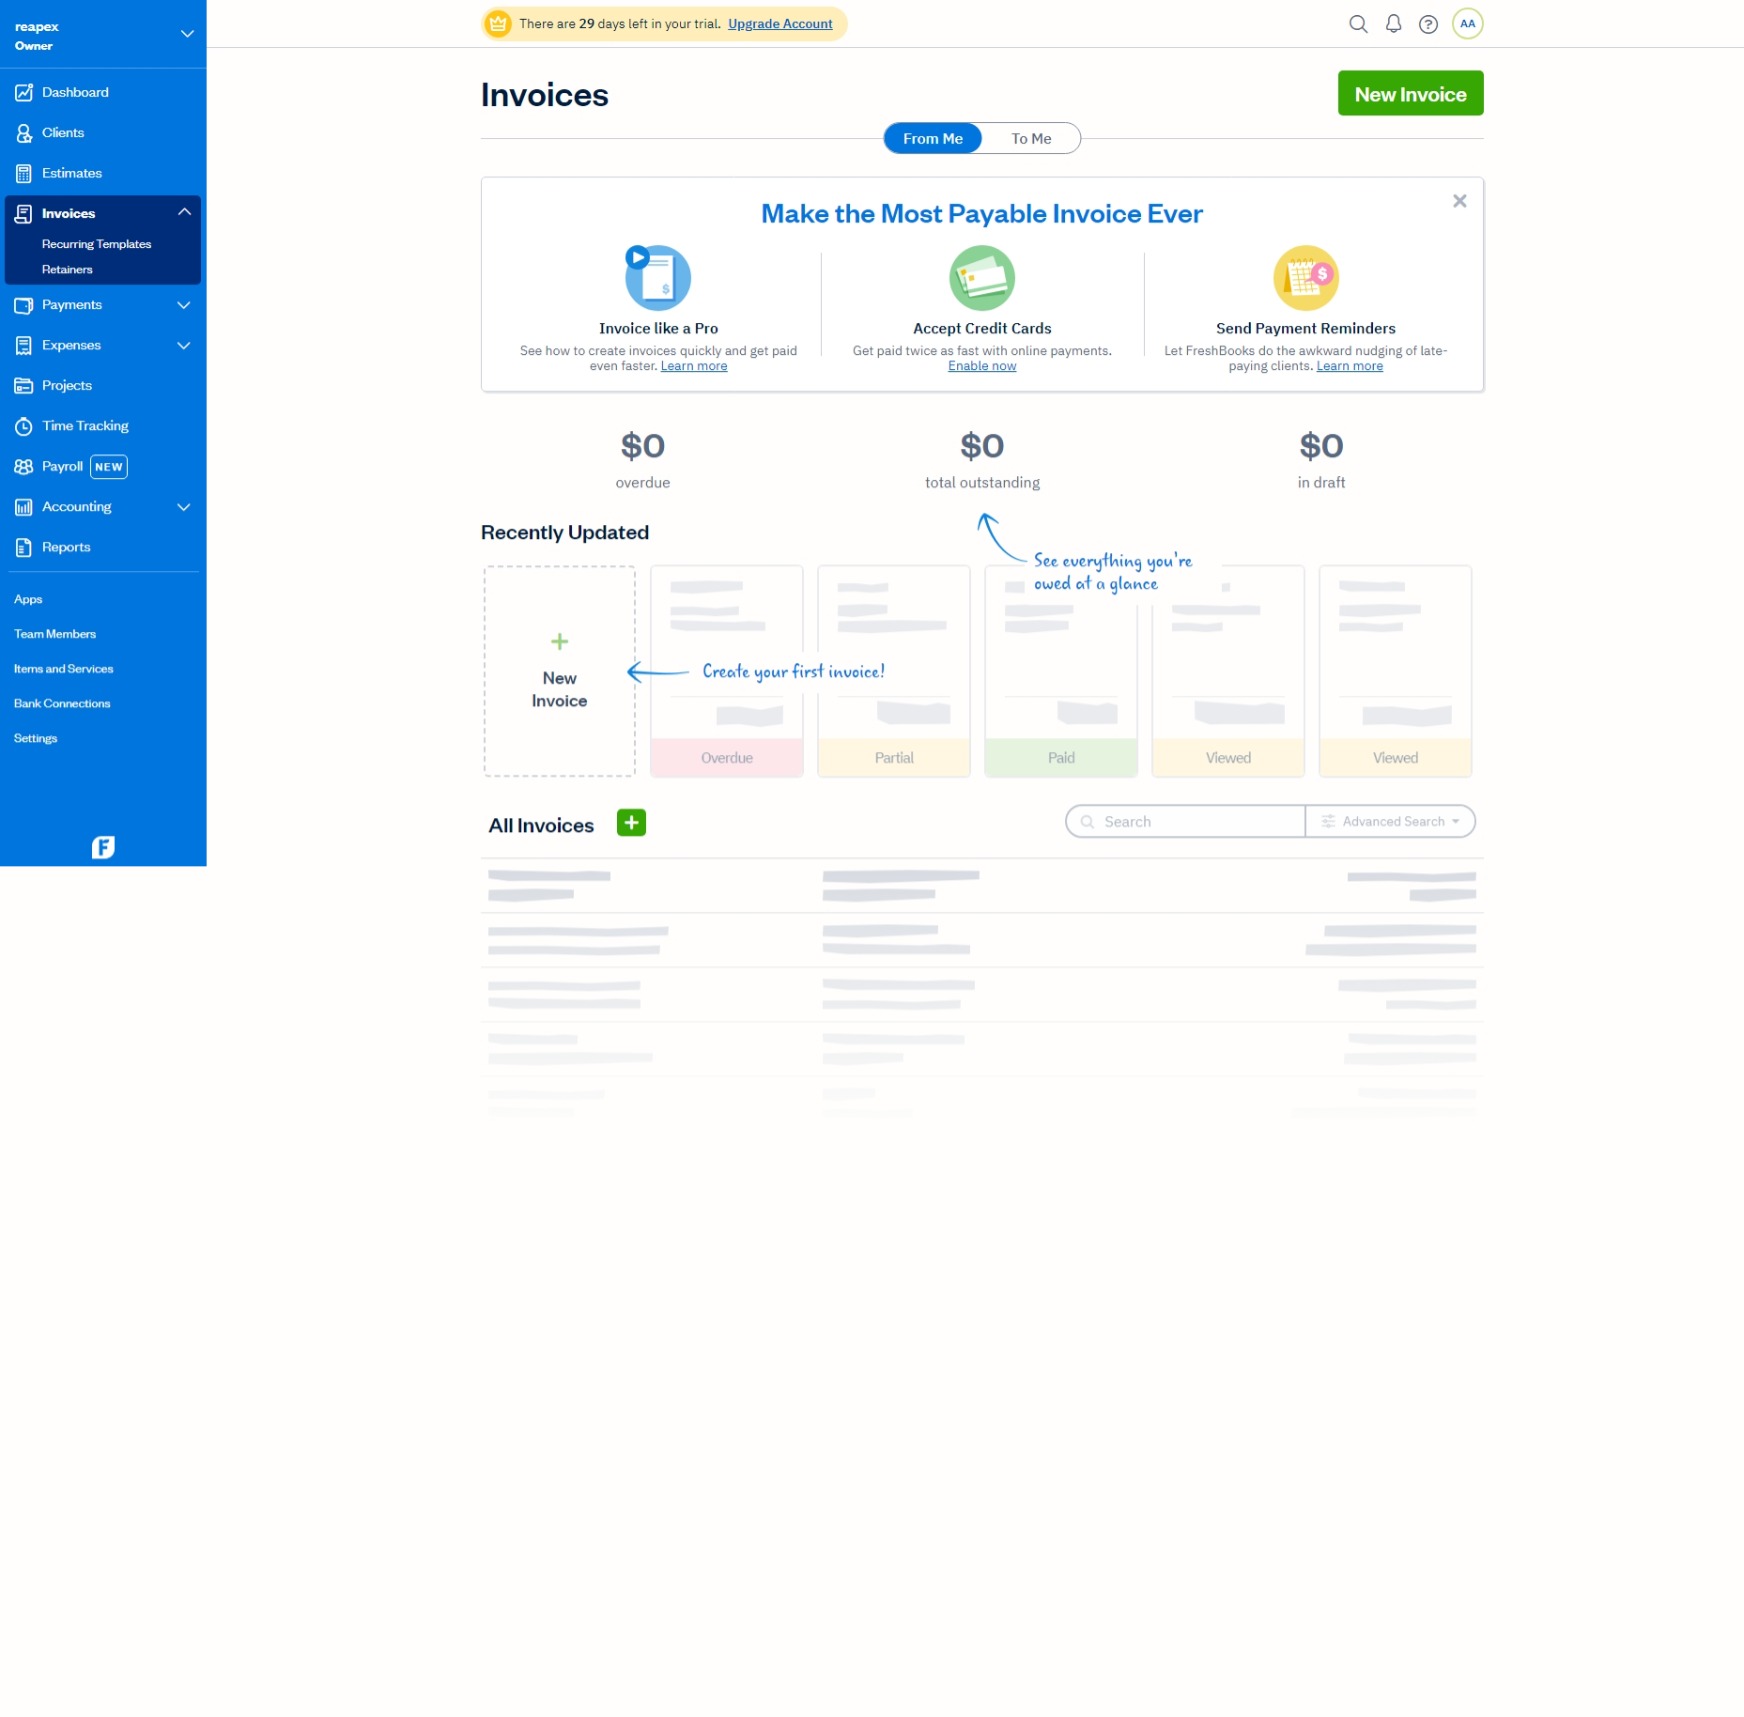 reapex
Owner
Dashboard
Clients
Estimates
Invoices
Recurring Templates
Retainers
Payments
Expenses
Projects
Time Tracking
Payroll NEW
Accounting
Reports
Apps
Team Members
Items and Services
Bank Connections
Settings
F
There are 29 days left in your trial. Upgrade Account
AA
Invoices
New Invoice
From Me
To Me
Make the Most Payable Invoice Ever
Invoice like a Pro
See how to create invoices quickly and get paid
even faster. Learn more
Accept Credit Cards
Get paid twice as fast with online payments.
Enable now
Send Payment Reminders
Let FreshBooks do the awkward nudging of late-
paying clients. Learn more
$0
overdue
$0
total outstanding
$0
in draft
Recently Updated
See everything you're
owed at a glance
New
Invoice
Create your first invoice!
Overdue
Partial
Paid
Viewed
Viewed
All Invoices
Search
Advanced Search